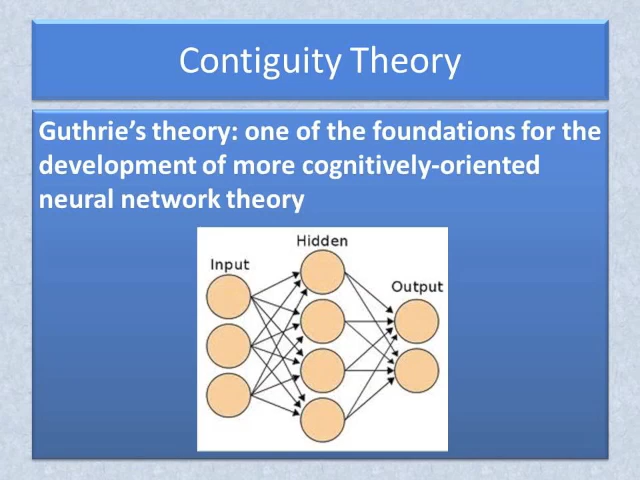 Contiguity Theory
Guthrie’s theory: one of the foundations for the
development of more cognitively-oriented
neural network theory
Hidden
Input
Output